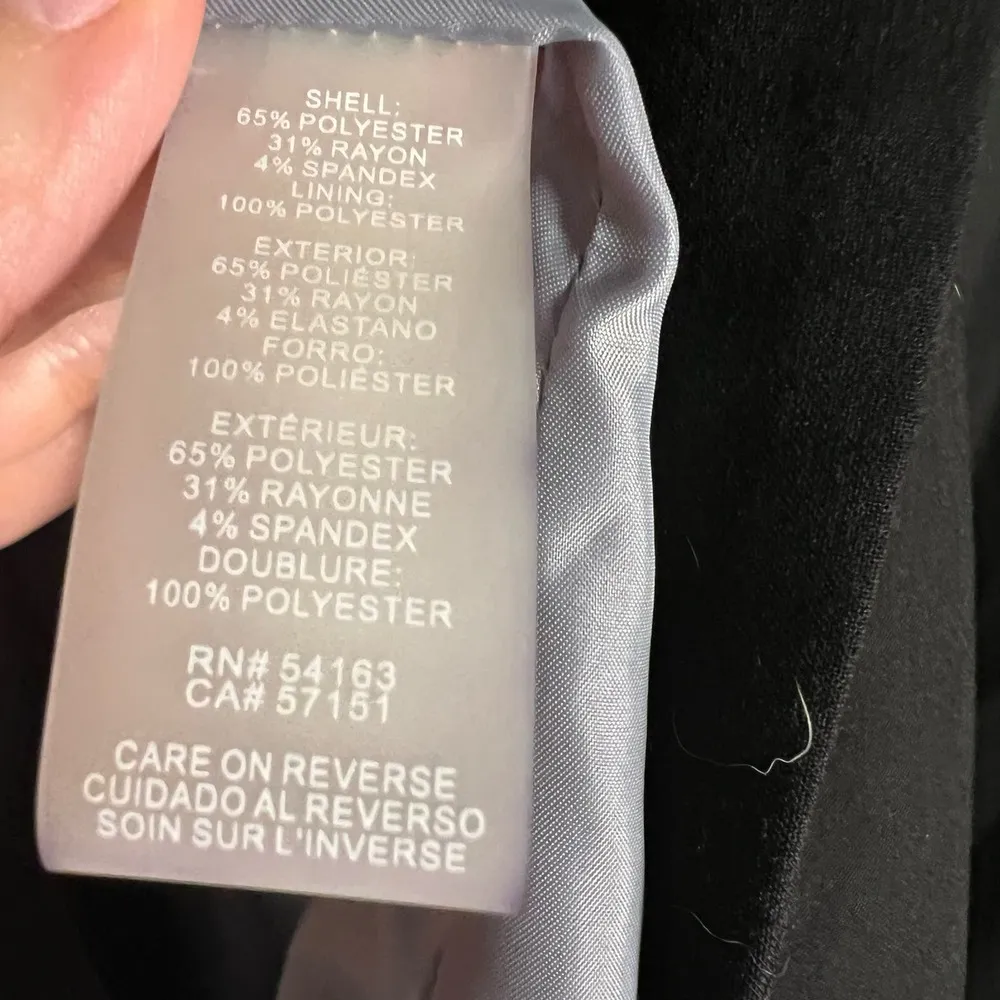 SHELL:
65% POLYESTER
31% RAYON
4% SPANDEX
LINING:
100% POLYESTER
EXTERIOR:
65% POLIÉSTER
31% RAYON
4% ELASTANO
FORRO:
100% POLIÉSTER
EXTÉRIEUR:
65% POLYESTER
31% RAYONNE
4% SPANDEX
DOUBLURE:
100% POLYESTER
RN# 54163
CA# 57151
CARE ON REVERSE
CUIDADO AL REVERSO
SOIN SUR L'INVERSE